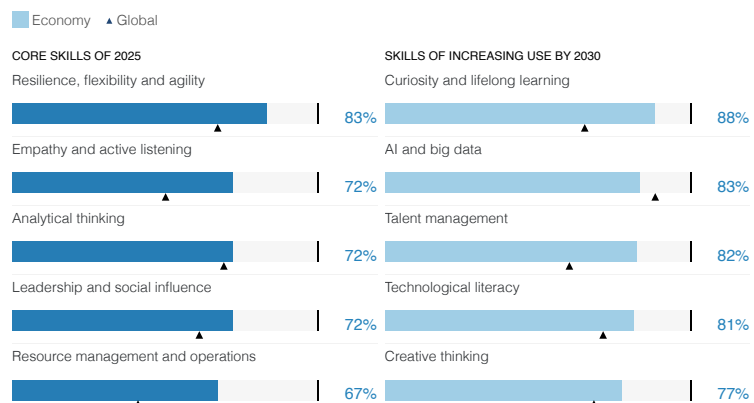 Economy Global
CORE SKILLS OF 2025
Resilience, flexibility and agility
83%
Empathy and active listening
72%
Analytical thinking
72%
Leadership and social influence
72%
Resource management and operations
67%
SKILLS OF INCREASING USE BY 2030
Curiosity and lifelong learning
88%
AI and big data
83%
Talent management
82%
Technological literacy
81%
Creative thinking
77%